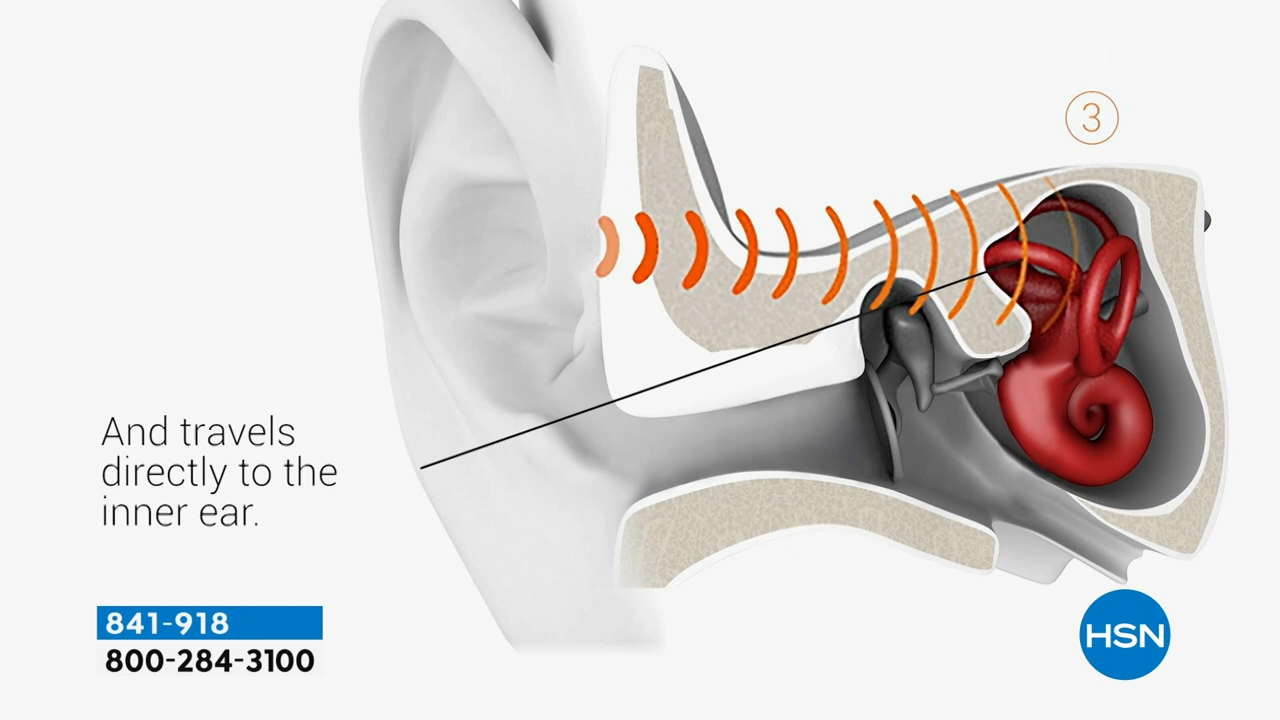 3
And travels
directly to the
inner ear.
841-918
800-284-3100
HSN